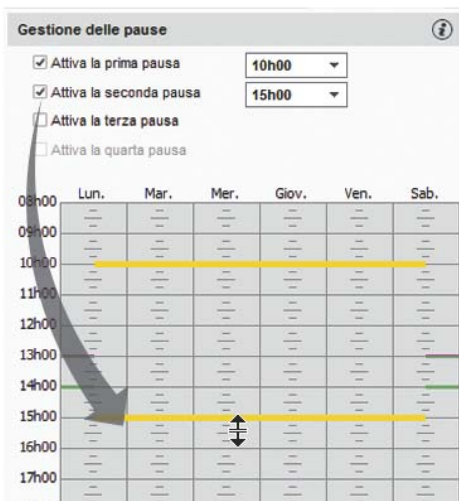 Gestione delle pause
Attiva la prima pausa 10h00
Attiva la seconda pausa 15h00
Attiva la terza pausa
Attiva la quarta pausa
Lun. Mar. Mer. Giov. Ven. Sab.
08h00
09h00
10h00
11h00
12h00
13h00
14h00
15h00
16h00
17h00